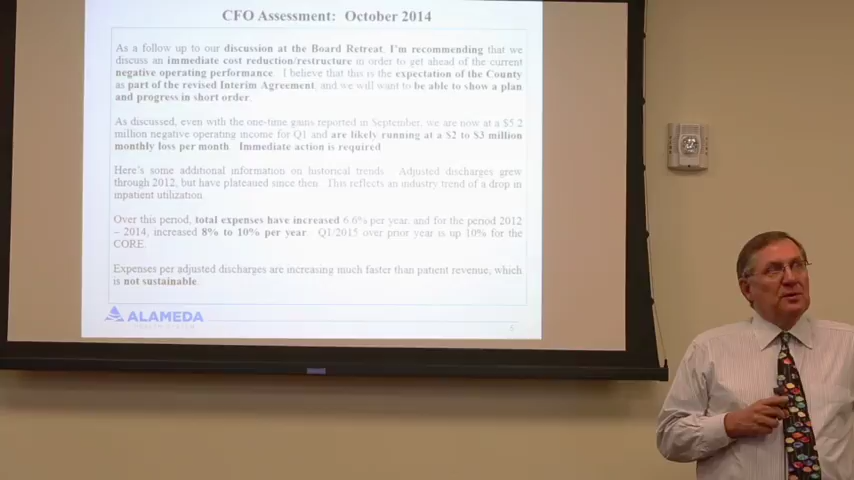 CFO Assessment: October 2014
As a follow up to our discussion at the Board Retreat, I'm recommending that we
discuss an immediate cost reduction/restructure in order to get ahead of the current
negative operating performance. I believe that this is the expectation of the County
as part of the revised Interim Agreement, and we will want to be able to show a plan
and progress in short order.
As discussed, even with the one-time gains reported in September, we are now at a $5.2
million negative operating income for Q1 and are likely running at a $2 to $3 million
monthly loss per month. Immediate action is required
Here's some additional information on historical trends. Adjusted discharges grew
through 2012, but have plateaued since then. This reflects an industry trend of a drop in
inpatient utilization.
Over this period, total expenses have increased 6.6% per year, and for the period 2012
– 2014, increased 8% to 10% per year. Q1/2015 over prior year is up 10% for the
CORE.
Expenses per adjusted discharges are increasing much faster than patient revenue, which
is not sustainable.
ALAMEDA
HEALTH SYSTEM
5